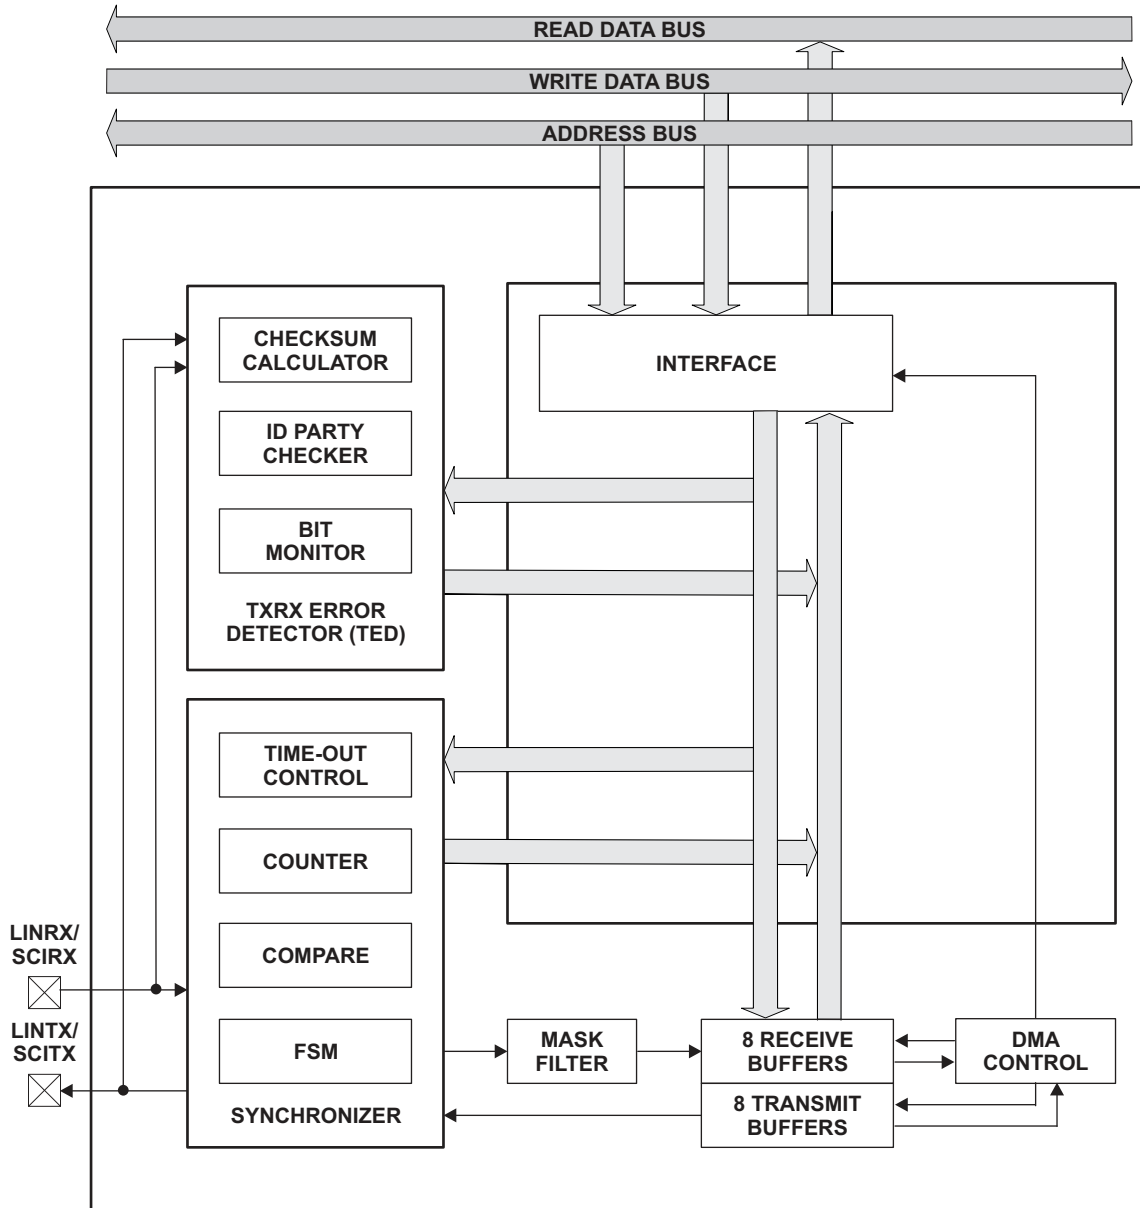 READ DATA BUS
WRITE DATA BUS
ADDRESS BUS
CHECKSUM
CALCULATOR
INTERFACE
ID PARTY
CHECKER
BIT
MONITOR
TXRX ERROR
DETECTOR (TED)
TIME-OUT
CONTROL
COUNTER
COMPARE
LINRX/
SCIRX
LINTX/
SCITX
FSM
SYNCHRONIZER
MASK
FILTER
8 RECEIVE
BUFFERS
8 TRANSMIT
BUFFERS
DMA
CONTROL